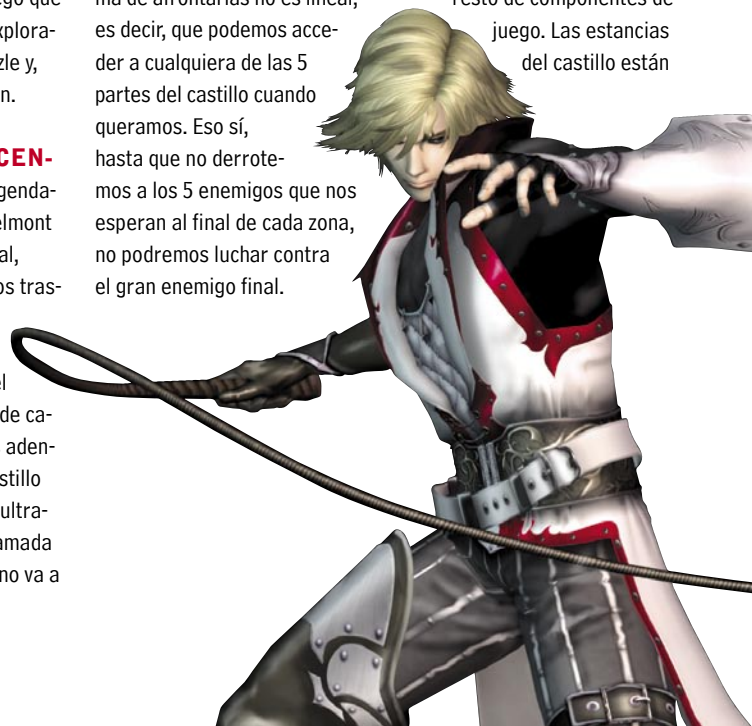 ego que
xplora-
zle y,
n.
CEN-
genda-
elmont
al,
os tras-
el
de ca-
aden-
stillo
ultra-
amada
no va a
ma de afrontarlas no es lineal,
es decir, que podemos acce-
der a cualquiera de las 5
partes del castillo cuando
queramos. Eso sí,
hasta que no derrote-
mos a los 5 enemigos que nos
esperan al final de cada zona,
no podremos luchar contra
el gran enemigo final.
resto de componentes de
juego. Las estancias
del castillo están